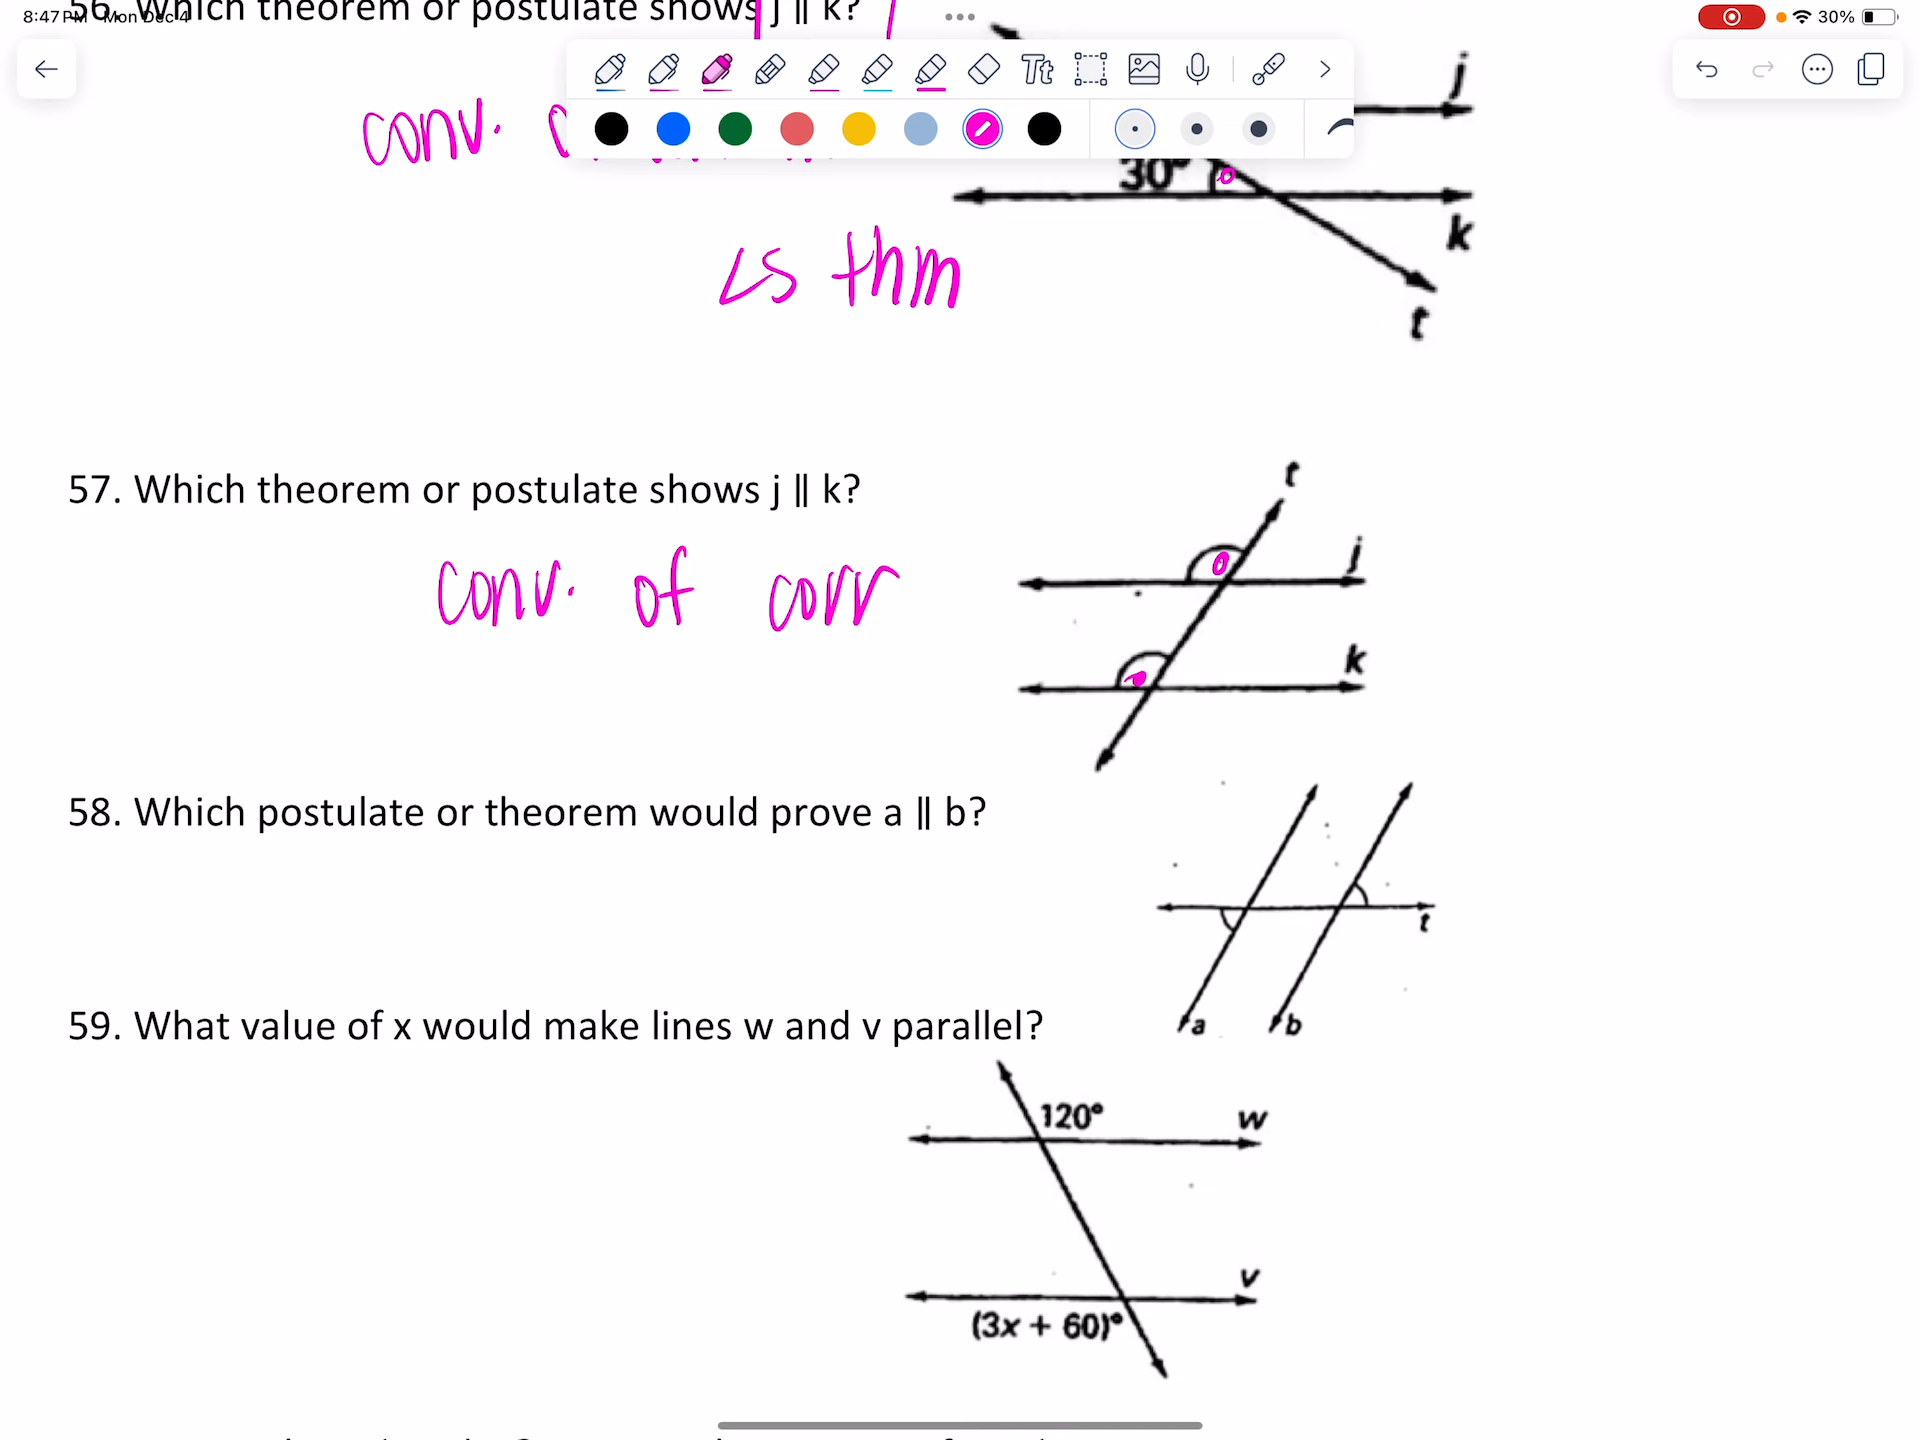 8:47 PM Mon Dec 4
30%
56. Which theorem or postulate shows j || k?
Tt
j
conv.
30°
k
<s thm
t
57. Which theorem or postulate shows j || k?
t
j
conv. of corr
k
58. Which postulate or theorem would prove a || b?
t
a b
59. What value of x would make lines w and v parallel?
120° w
v
(3x + 60)°